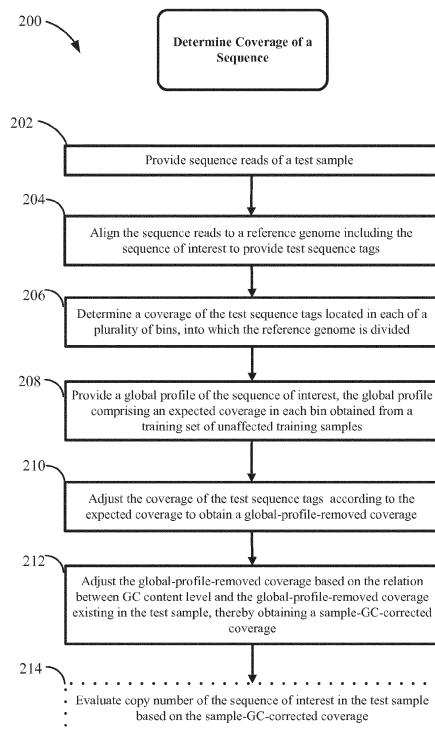 200
Determine Coverage of a
Sequence
202
Provide sequence reads of a test sample
204
Align the sequence reads to a reference genome including the
sequence of interest to provide test sequence tags
206
Determine a coverage of the test sequence tags located in each of a
plurality of bins, into which the reference genome is divided
208
Provide a global profile of the sequence of interest, the global profile
comprising an expected coverage in each bin obtained from a
training set of unaffected training samples
210
Adjust the coverage of the test sequence tags according to the
expected coverage to obtain a global-profile-removed coverage
212
Adjust the global-profile-removed coverage based on the relation
between GC content level and the global-profile-removed coverage
existing in the test sample, thereby obtaining a sample-GC-corrected
coverage
214
Evaluate copy number of the sequence of interest in the test sample
based on the sample-GC-corrected coverage